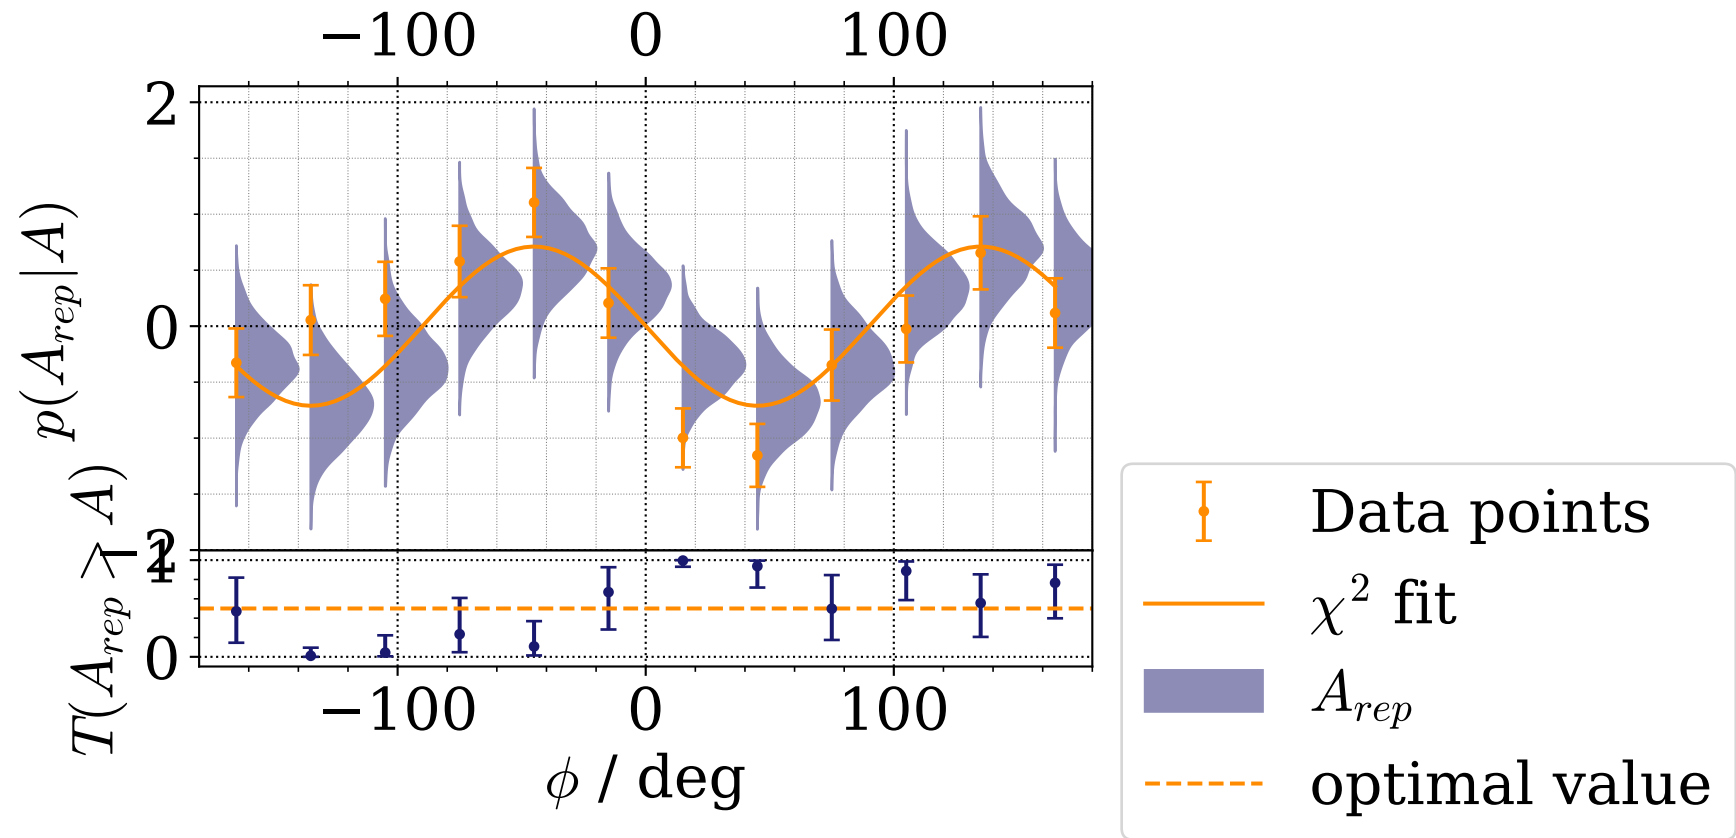 −100 0 100
2
0
−2
p(A_rep|A)
1
0
T(A_rep > A)
−100 0 100
ϕ / deg
Data points
χ² fit
A_rep
optimal value